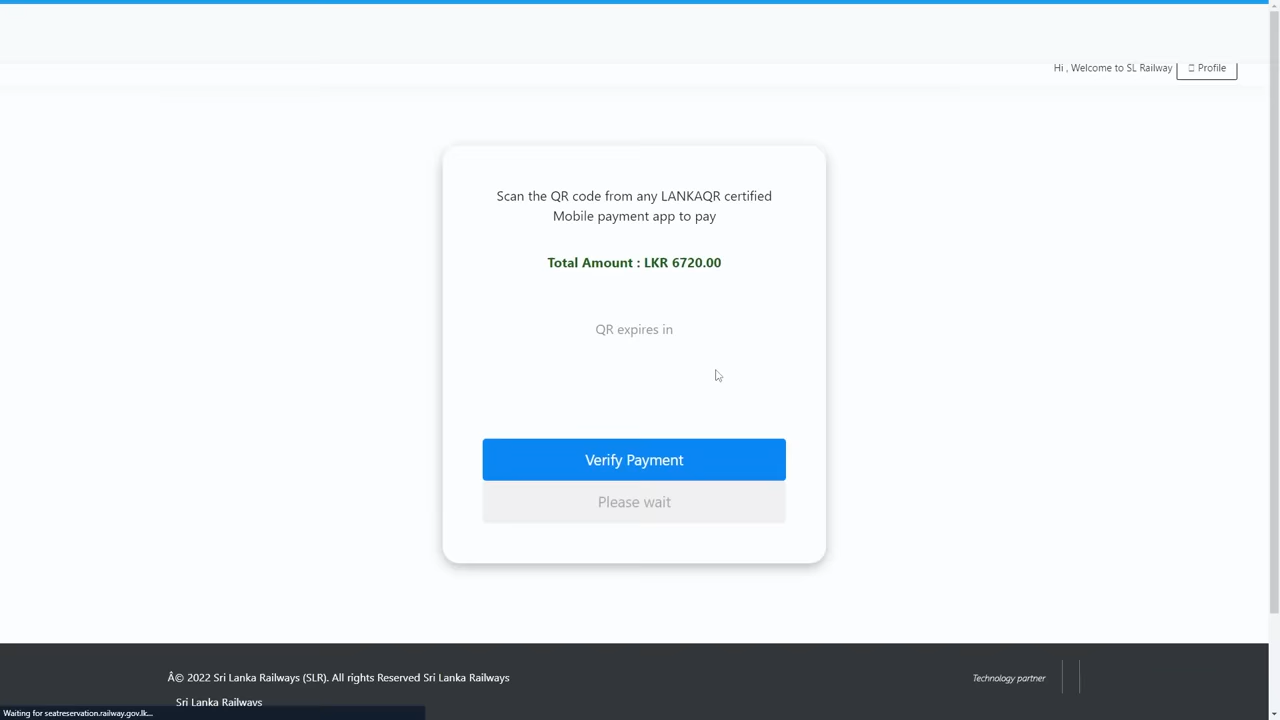 Hi , Welcome to SL Railway
Profile
Scan the QR code from any LANKAQR certified
Mobile payment app to pay
Total Amount : LKR 6720.00
QR expires in
Verify Payment
Please wait
Â© 2022 Sri Lanka Railways (SLR). All rights Reserved Sri Lanka Railways
Technology partner
Sri Lanka Railways
Waiting for seatreservation.railway.gov.lk...